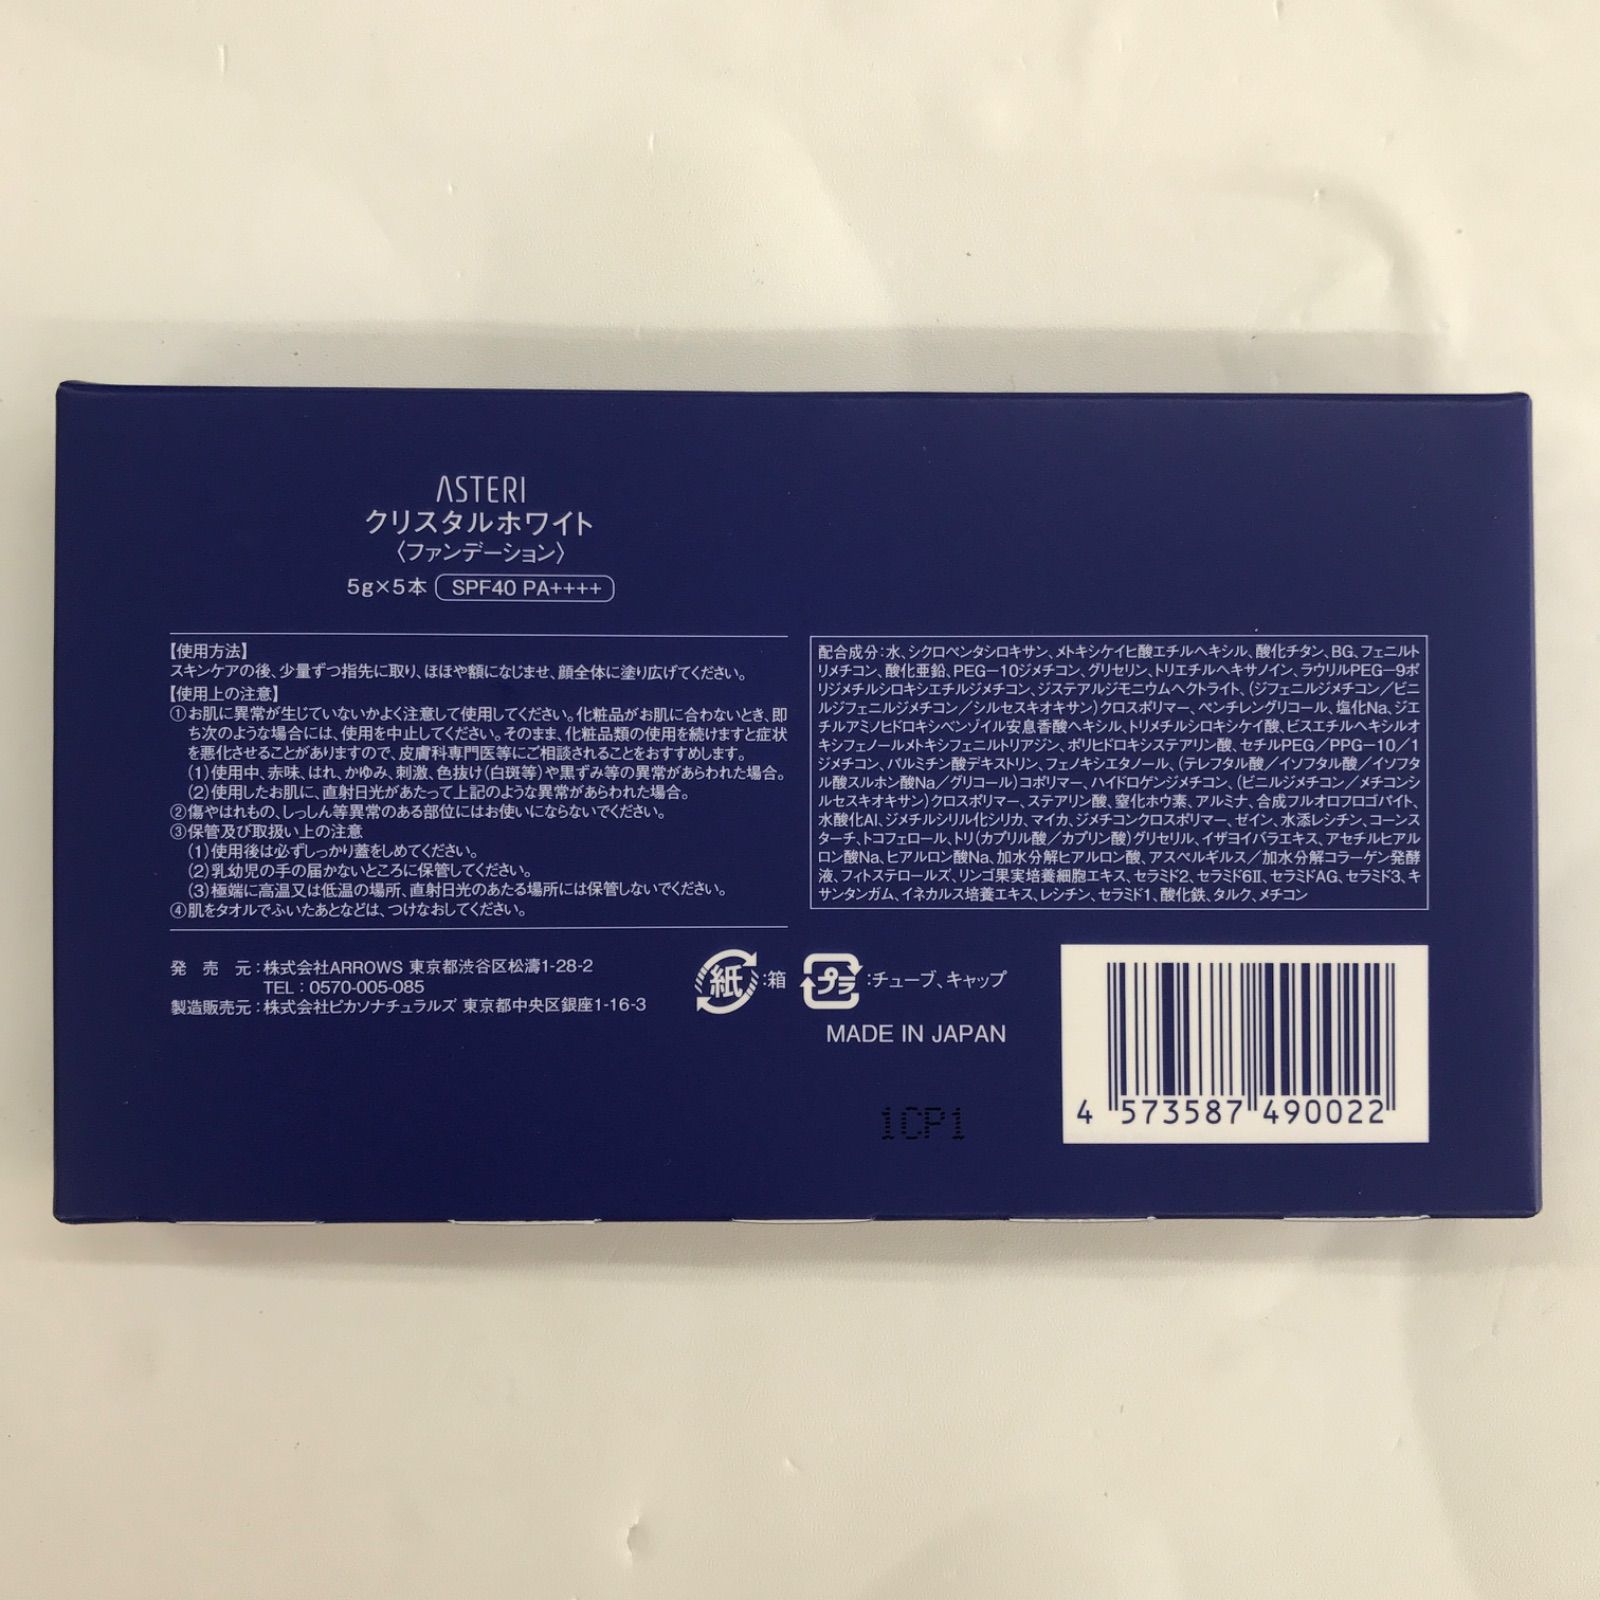 ASTERI
クリスタルホワイト
〈ファンデーション〉
5g×5本 SPF40 PA++++
【使用方法】
スキンケアの後、少量ずつ指先に取り、ほほや額になじませ、顔全体に塗り広げてください。
【使用上の注意】
①お肌に異常が生じていないかよく注意して使用してください。化粧品がお肌に合わないとき、即
ち次のような場合には、使用を中止してください。そのまま、化粧品類の使用を続けますと症状
を悪化させることがありますので、皮膚科専門医等にご相談されることをおすすめします。
(1)使用中、赤味、はれ、かゆみ、刺激、色抜け(白斑等)や黒ずみ等の異常があらわれた場合。
(2)使用したお肌に、直射日光があたって上記のような異常があらわれた場合。
②傷やはれもの、しっしん等異常のある部位にはお使いにならないでください。
③保管及び取扱い上の注意
(1)使用後は必ずしっかり蓋をしめてください。
(2)乳幼児の手の届かないところに保管してください。
(3)極端に高温又は低温の場所、直射日光のあたる場所には保管しないでください。
④肌をタオルでふいたあとなどは、つけなおしてください。
配合成分:水、シクロペンタシロキサン、メトキシケイヒ酸エチルヘキシル、酸化チタン、BG、フェニルト
リメチコン、酸化亜鉛、PEG-10ジメチコン、グリセリン、トリエチルヘキサノイン、ラウリルPEG-9ポ
リジメチルシロキシエチルジメチコン、ジステアルジモニウムヘクトライト、(ジフェニルジメチコン/ビニ
ルジフェニルジメチコン/シルセスキオキサン)クロスポリマー、ペンチレングリコール、塩化Na、ジエ
チルアミノヒドロキシベンゾイル安息香酸ヘキシル、トリメチルシロキシケイ酸、ビスエチルヘキシルオ
キシフェノールメトキシフェニルトリアジン、ポリヒドロキシステアリン酸、セチルPEG/PPG-10/1
ジメチコン、パルミチン酸デキストリン、フェノキシエタノール、(テレフタル酸/イソフタル酸/イソフタ
ル酸スルホン酸Na/グリコール)コポリマー、ハイドロゲンジメチコン、(ビニルジメチコン/メチコンシ
ルセスキオキサン)クロスポリマー、ステアリン酸、窒化ホウ素、アルミナ、合成フルオロフロゴパイト、
水酸化Al、ジメチルシリル化シリカ、マイカ、ジメチコンクロスポリマー、ゼイン、水添レシチン、コーンス
ターチ、トコフェロール、トリ(カプリル酸/カプリン酸)グリセリル、イザヨイバラエキス、アセチルヒアル
ロン酸Na、ヒアルロン酸Na、加水分解ヒアルロン酸、アスペルギルス/加水分解コラーゲン発酵
液、フィトステロールズ、リンゴ果実培養細胞エキス、セラミド2、セラミド6Ⅱ、セラミドAG、セラミド3、キ
サンタンガム、イネカルス培養エキス、レシチン、セラミド1、酸化鉄、タルク、メチコン
発 売 元:株式会社ARROWS 東京都渋谷区松濤1-28-2
TEL:0570-005-085
製造販売元:株式会社ピカソナチュラルズ 東京都中央区銀座1-16-3
紙:箱 プラ:チューブ、キャップ
MADE IN JAPAN
1CP1
4 573587 490022